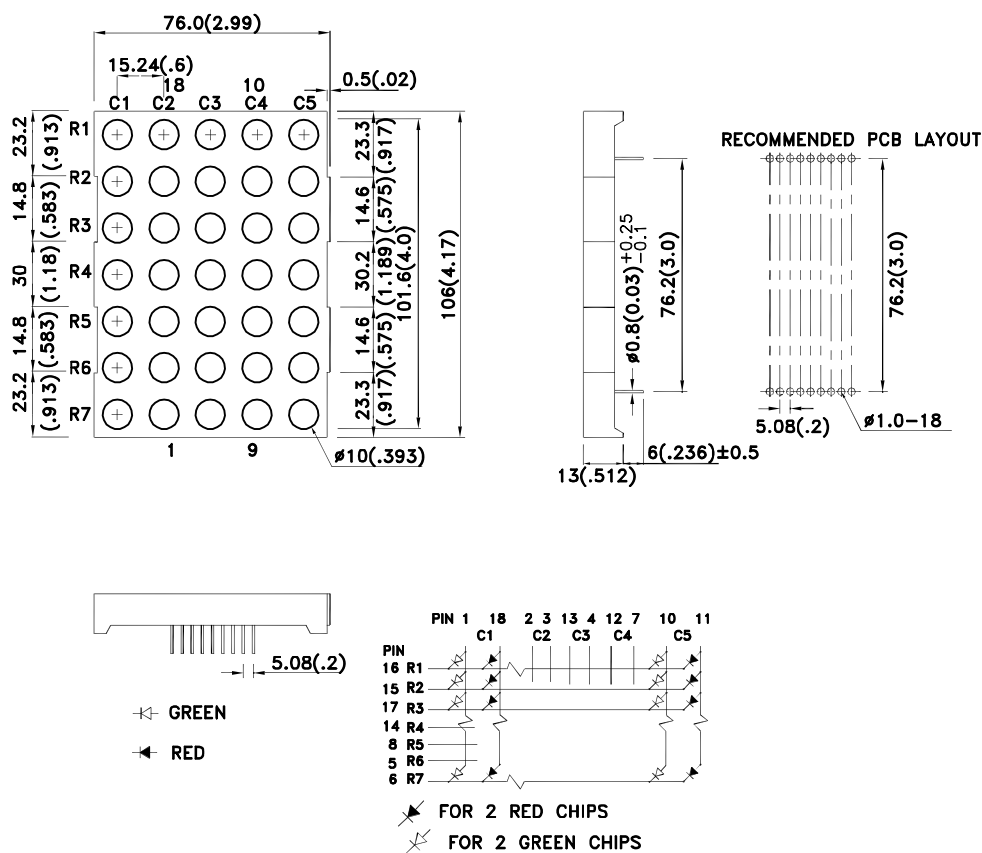 76.0(2.99)
15.24(.6)
18 10
0.5(.02)
C1 C2 C3 C4 C5
R1
R2
R3
R4
R5
R6
R7
23.2
(.913)
14.8
(.583)
30
(1.18)
14.8
(.583)
23.2
(.913)
23.3
(.917)
14.6
(.575)
30.2
(1.189)
14.6
(.575)
23.3
(.917)
101.6(4.0)
106(4.17)
1 9
ø10(.393)
ø0.8(0.03)+0.25
-0.1
76.2(3.0)
13(.512)
6(.236)±0.5
RECOMMENDED PCB LAYOUT
76.2(3.0)
5.08(.2)
ø1.0-18
5.08(.2)
GREEN
RED
PIN 1 18 2 3 13 4 12 7 10 11
C1 C2 C3 C4 C5
PIN
16 R1
15 R2
17 R3
14 R4
8 R5
5 R6
6 R7
FOR 2 RED CHIPS
FOR 2 GREEN CHIPS